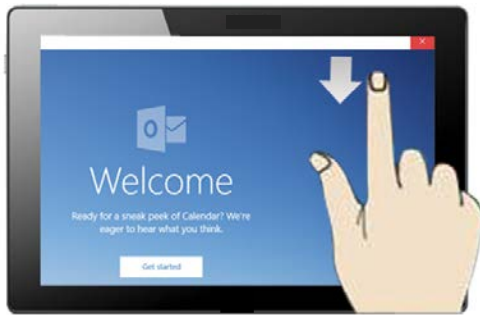 Welcome
Ready for a sneak peek of Calendar? We're
eager to hear what you think.
Get started